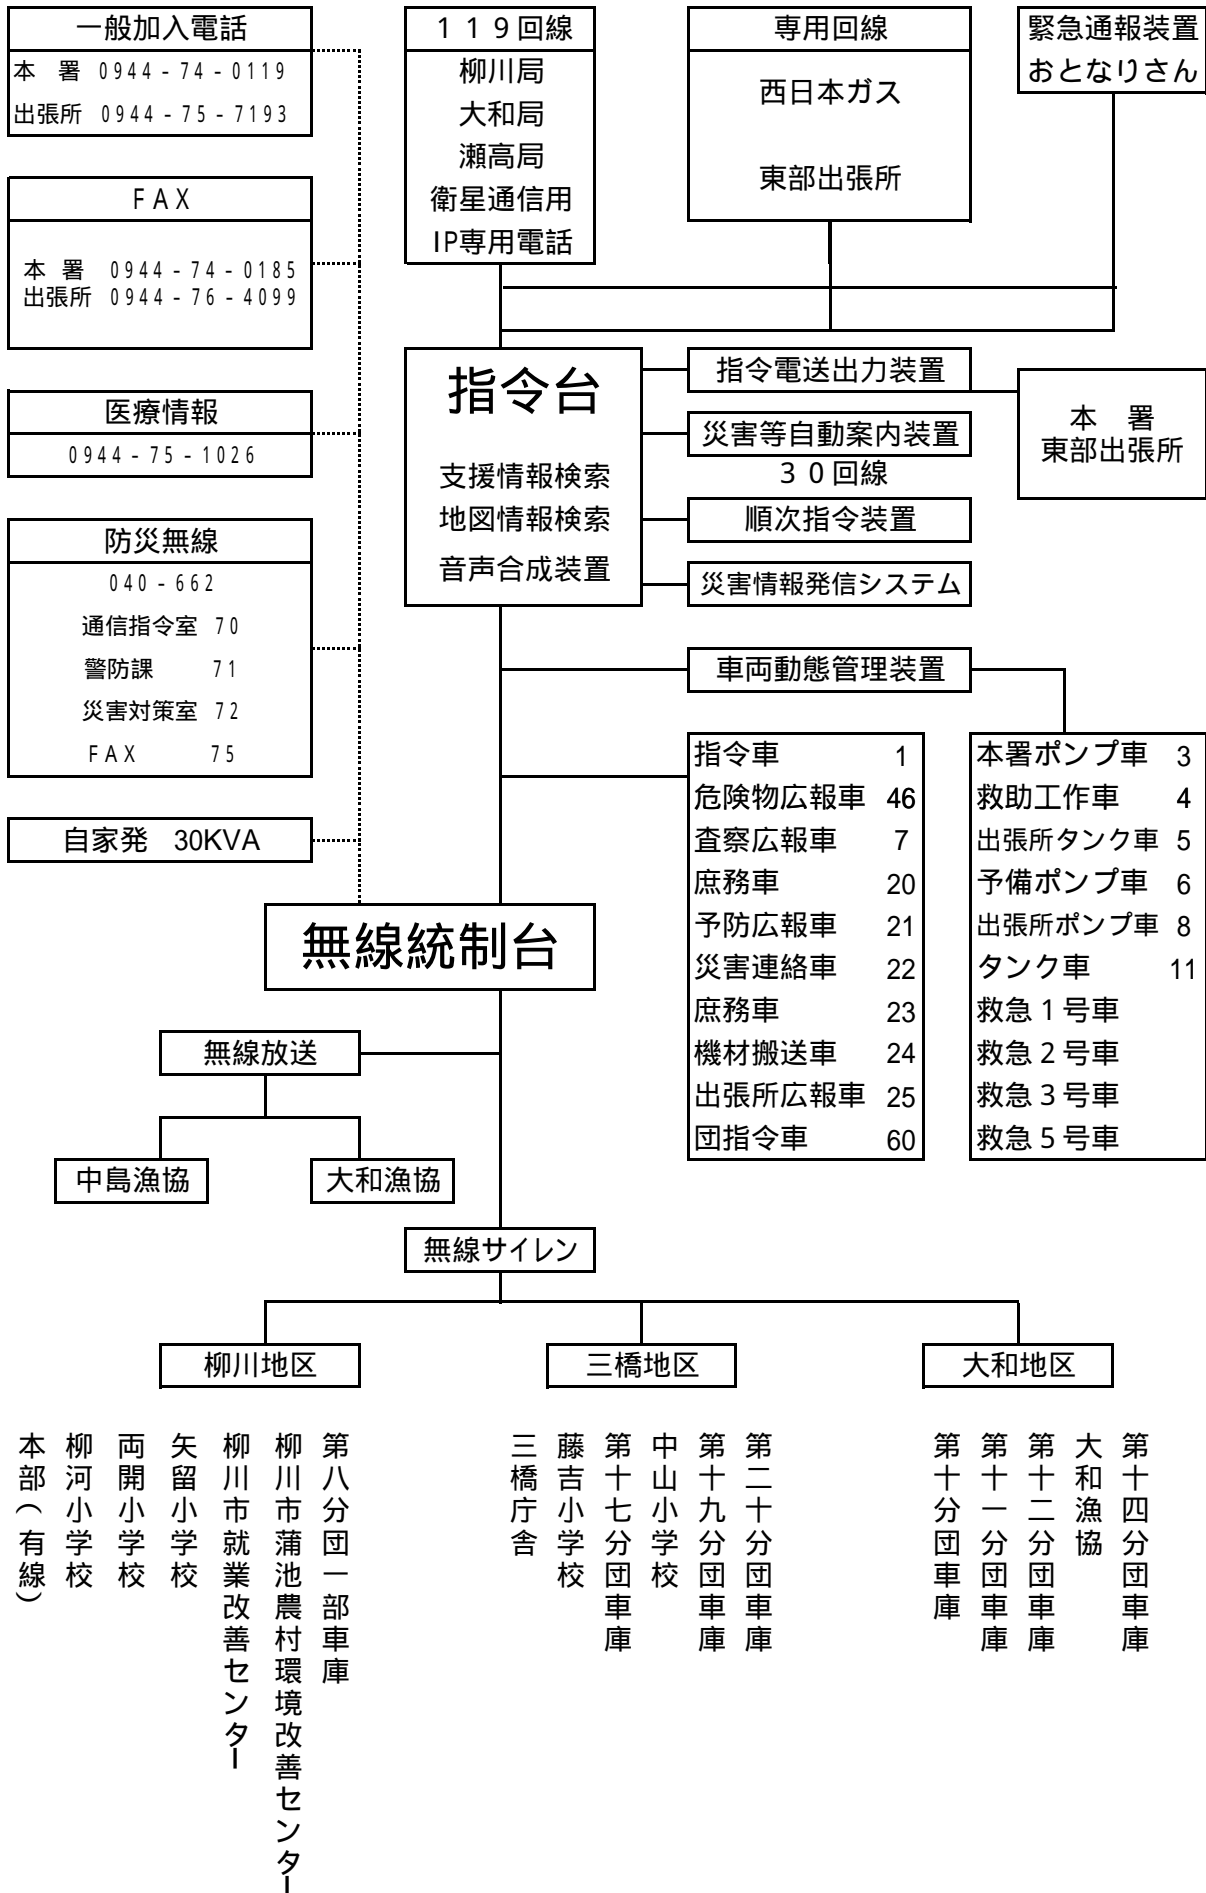 一般加入電話
本　署 0944-74-0119
出張所 0944-75-7193
FAX
本 署 0944-74-0185
出張所 0944-76-4099
医療情報
0944-75-1026
防災無線
040-662
通信指令室 70
警防課 71
災害対策室 72
FAX 75
自家発 30KVA
１１９回線
柳川局
大和局
瀬高局
衛星通信用
IP専用電話
専用回線
西日本ガス
東部出張所
緊急通報装置
おとなりさん
指令台
支援情報検索
地図情報検索
音声合成装置
指令電送出力装置
災害等自動案内装置
３０回線
順次指令装置
災害情報発信システム
本　署
東部出張所
車両動態管理装置
指令車 1
危険物広報車 46
査察広報車 7
庶務車 20
予防広報車 21
災害連絡車 22
庶務車 23
機材搬送車 24
出張所広報車 25
団指令車 60
本署ポンプ車 3
救助工作車 4
出張所タンク車 5
予備ポンプ車 6
出張所ポンプ車 8
タンク車 11
救急１号車
救急２号車
救急３号車
救急５号車
無線統制台
無線放送
中島漁協
大和漁協
無線サイレン
柳川地区
三橋地区
大和地区
本部（有線）
柳河小学校
両開小学校
矢留小学校
柳川市就業改善センター
柳川市蒲池農村環境改善センター
第八分団一部車庫
三橋庁舎
藤吉小学校
第十七分団車庫
中山小学校
第十九分団車庫
第二十分団車庫
第十分団車庫
第十一分団車庫
第十二分団車庫
大和漁協
第十四分団車庫